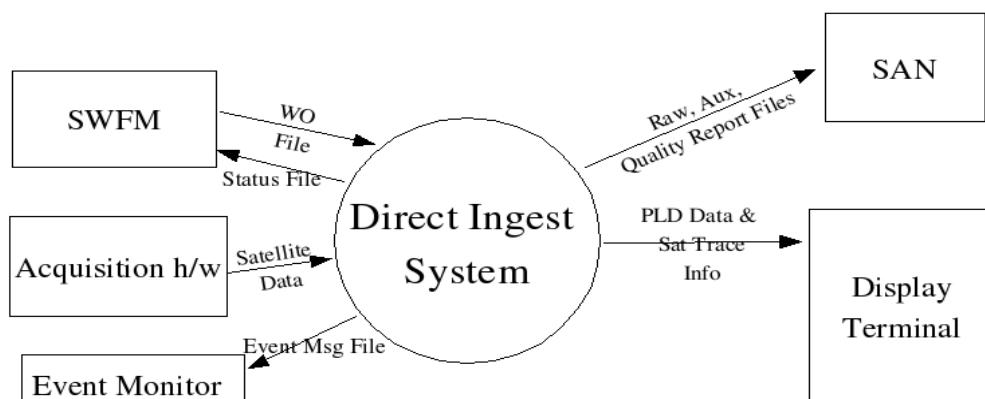 SWFM
WO
File
Status File
Acquisition h/w
Satellite
Data
Event Msg File
Event Monitor
Direct Ingest
System
Raw, Aux,
Quality Report Files
SAN
PLD Data &
Sat Trace
Info
Display
Terminal